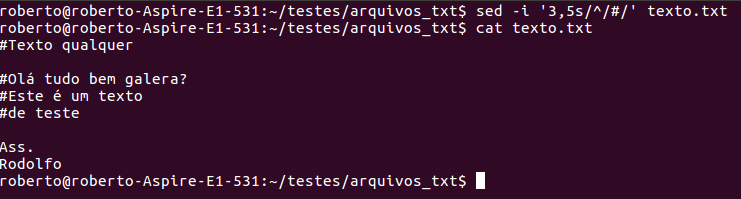 roberto@roberto-Aspire-E1-531:~/testes/arquivos_txt$ sed -i '3,5s/^/#/' texto.txt
roberto@roberto-Aspire-E1-531:~/testes/arquivos_txt$ cat texto.txt
#Texto qualquer

#Olá tudo bem galera?
#Este é um texto
#de teste

Ass.
Rodolfo
roberto@roberto-Aspire-E1-531:~/testes/arquivos_txt$